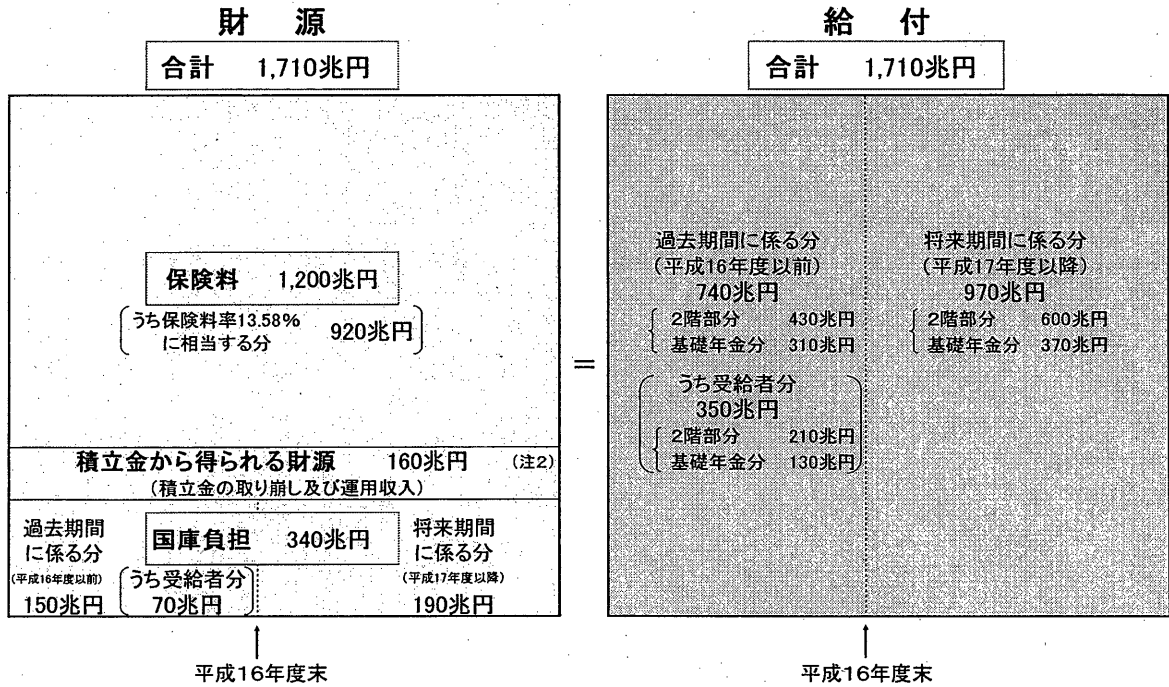 財 源
合計 1,710兆円
保険料 1,200兆円
うち保険料率13.58%
に相当する分
920兆円
積立金から得られる財源 160兆円 (注2)
(積立金の取り崩し及び運用収入)
過去期間
に係る分
(平成16年度以前)
150兆円
国庫負担 340兆円
うち受給者分
70兆円
将来期間
に係る分
(平成17年度以降)
190兆円
平成16年度末
=
給 付
合計 1,710兆円
過去期間に係る分
(平成16年度以前)
740兆円
2階部分 430兆円
基礎年金分 310兆円
うち受給者分
350兆円
2階部分 210兆円
基礎年金分 130兆円
将来期間に係る分
(平成17年度以降)
970兆円
2階部分 600兆円
基礎年金分 370兆円
平成16年度末